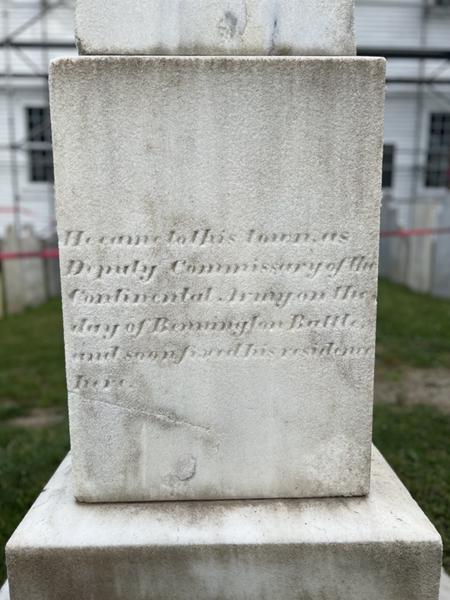 He came to this town, as
Deputy Commissary of the
Continental Army on the
day of Bennington Battle,
and soon fixed his residence
here.